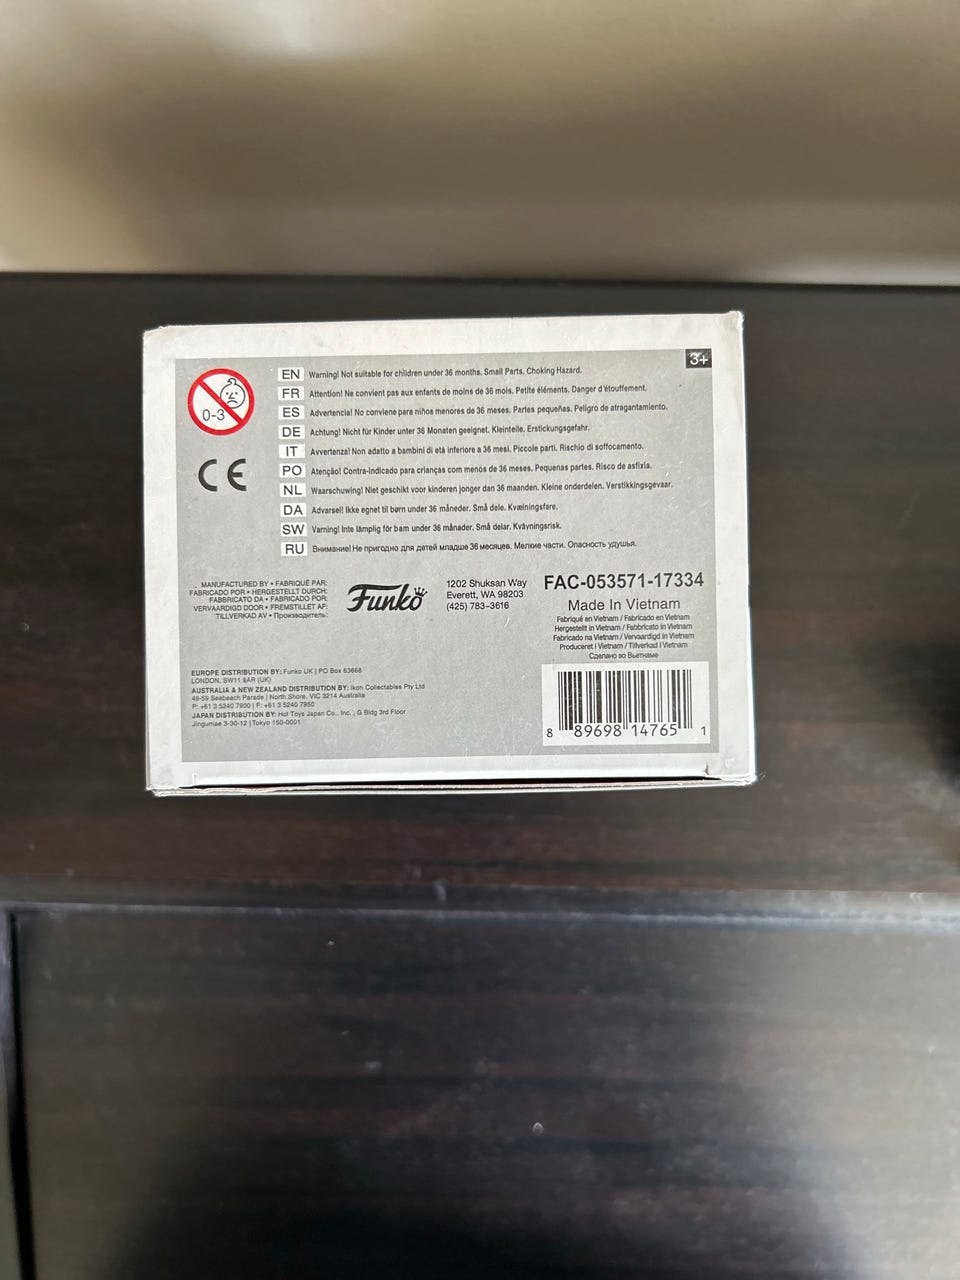 3+
0-3
EN Warning! Not suitable for children under 36 months. Small Parts. Choking Hazard.
FR Attention! Ne convient pas aux enfants de moins de 36 mois. Petite éléments. Danger d'étouffement.
ES Advertencia! No conviene para niños menores de 36 meses. Partes pequeñas. Peligro de atragantamiento.
DE Achtung! Nicht für Kinder unter 36 Monaten geeignet. Kleinteile. Erstickungsgefahr.
IT Avvertenza! Non adatto a bambini di età inferiore a 36 mesi. Piccole parti. Rischio di soffocamento.
PO Atenção! Contra-indicado para crianças com menos de 36 meses. Pequenas partes. Risco de asfixia.
NL Waarschuwing! Niet geschikt voor kinderen jonger dan 36 maanden. Kleine onderdelen. Verstikkingsgevaar.
DA Advarsel! Ikke egnet til børn under 36 måneder. Små dele. Kvælningsfare.
SW Varning! Inte lämplig för barn under 36 månader. Små delar. Kvävningsrisk.
RU Внимание! Не пригодно для детей младше 36 месяцев. Мелкие части. Опасность удушья.
CE
MANUFACTURED BY • FABRIQUÉ PAR:
FABRICADO POR • HERGESTELLT DURCH:
FABBRICATO DA • FABRICADO POR:
VERVAARDIGD DOOR • FREMSTILLET AF:
TILLVERKAD AV • Производитель:
Funko
1202 Shuksan Way
Everett, WA 98203
(425) 783-3616
FAC-053571-17334
Made In Vietnam
Fabriqué en Vietnam / Fabricado en Vietnam
Hergestellt in Vietnam / Fabbricato in Vietnam
Fabricado na Vietnam / Vervaardigd in Vietnam
Produceret i Vietnam / Tillverkad i Vietnam
Сделано во Вьетнаме
EUROPE DISTRIBUTION BY: Funko UK | PO Box 63668
LONDON, SW11 9AR (UK)
AUSTRALIA & NEW ZEALAND DISTRIBUTION BY: Ikon Collectables Pty Ltd
49-59 Seabeach Parade | North Shore, VIC 3214 Australia
P: +61 3 5240 7900 | F: +61 3 5240 7950
JAPAN DISTRIBUTION BY: Hot Toys Japan Co., Inc. , G Bldg 3rd Floor
Jingumae 3-30-12 | Tokyo 150-0001
8 89698 14765 1